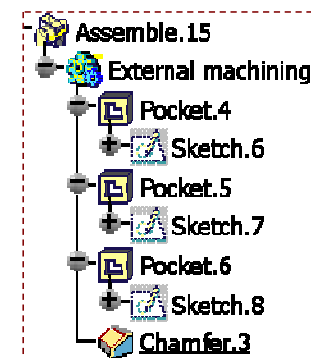 Assemble.15
External machining
Pocket.4
Sketch.6
Pocket.5
Sketch.7
Pocket.6
Sketch.8
Chamfer.3